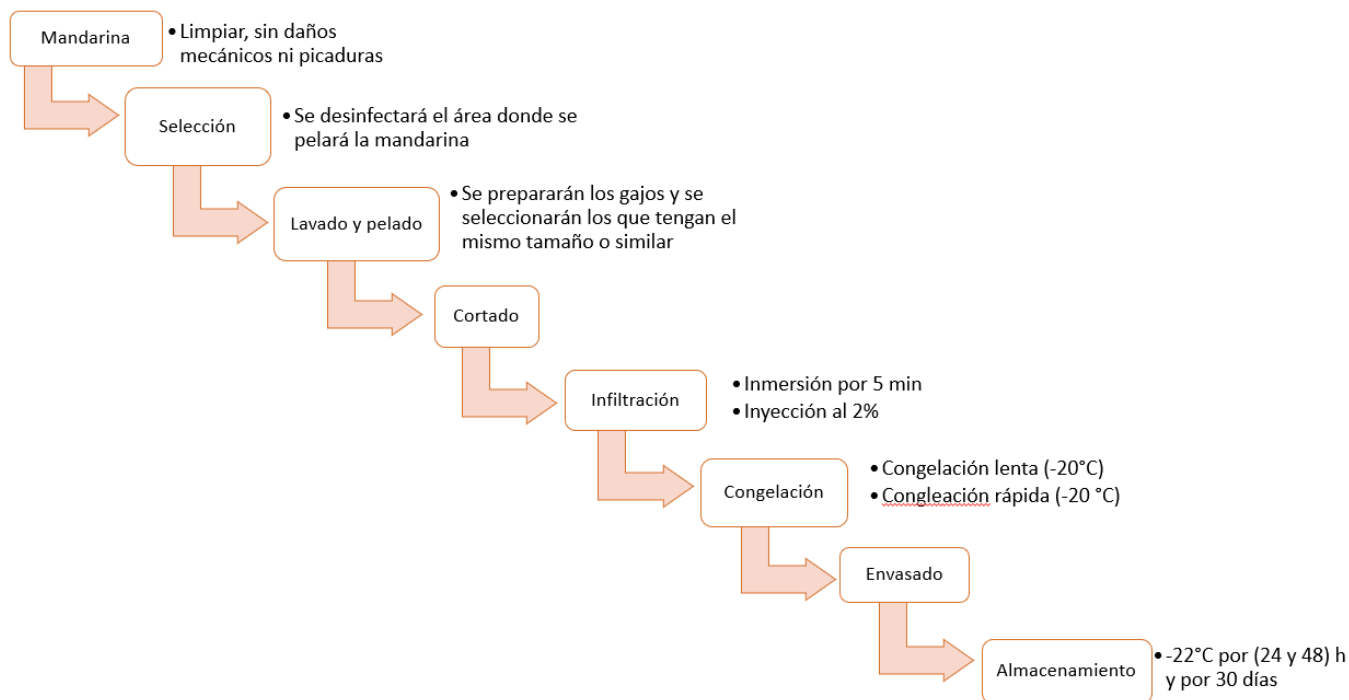 Mandarina
• Limpiar, sin daños
mecánicos ni picaduras
Selección
• Se desinfectará el área donde se
pelará la mandarina
Lavado y pelado
• Se prepararán los gajos y se
seleccionarán los que tengan el
mismo tamaño o similar
Cortado
Infiltración
• Inmersión por 5 min
• Inyección al 2%
Congelación
• Congelación lenta (-20°C)
• Congleación rápida (-20 °C)
Envasado
Almacenamiento
• -22°C por (24 y 48) h
y por 30 días